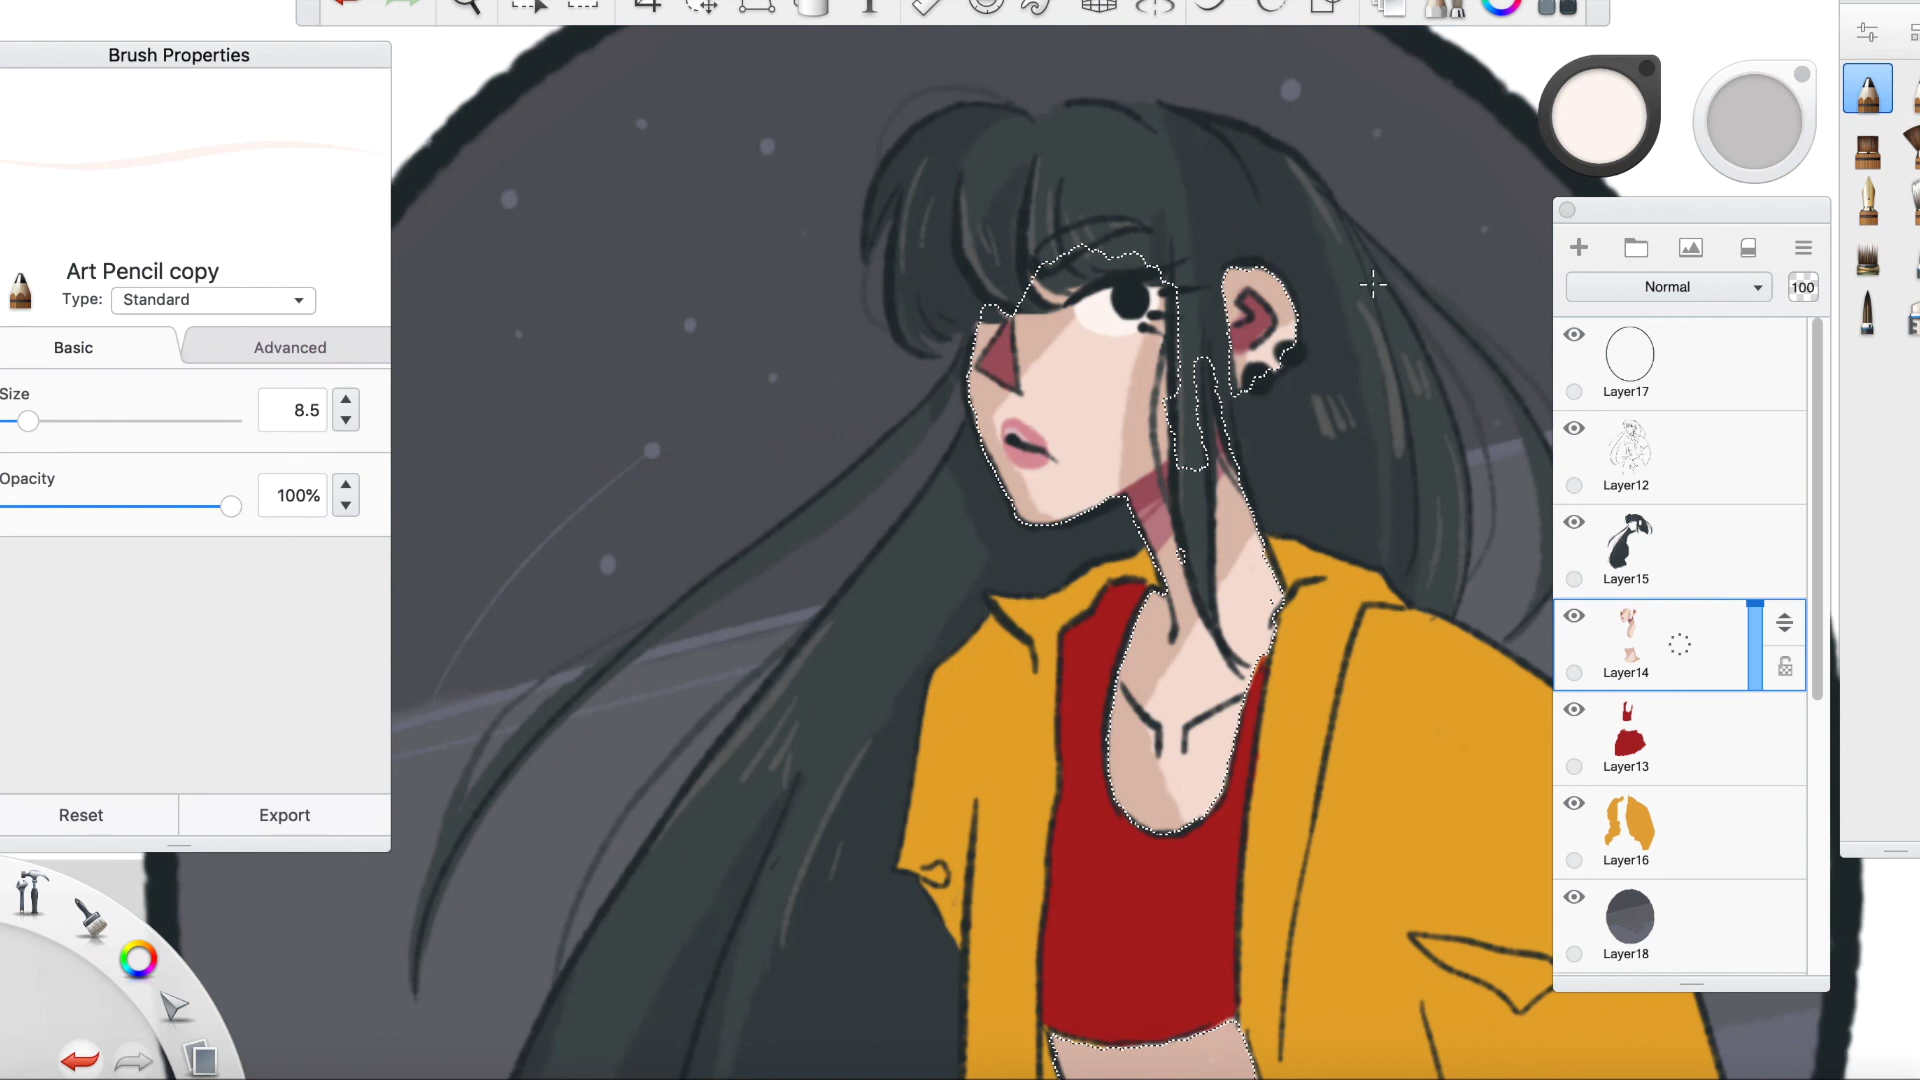 Brush Properties
Art Pencil copy
Type: Standard
Basic Advanced
Size
8.5
Opacity
100%
Reset Export
Normal 100
Layer17
Layer12
Layer15
Layer14
Layer13
Layer16
Layer18